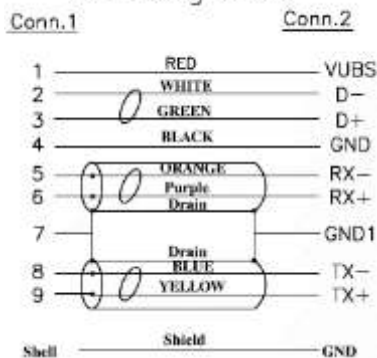 Conn.1 Conn.2
1 RED VUBS
2 WHITE D-
3 GREEN D+
4 BLACK GND
5 ORANGE RX-
6 Purple RX+
Drain
7 GND1
Drain
8 BLUE TX-
9 YELLOW TX+
Shell Shield GND